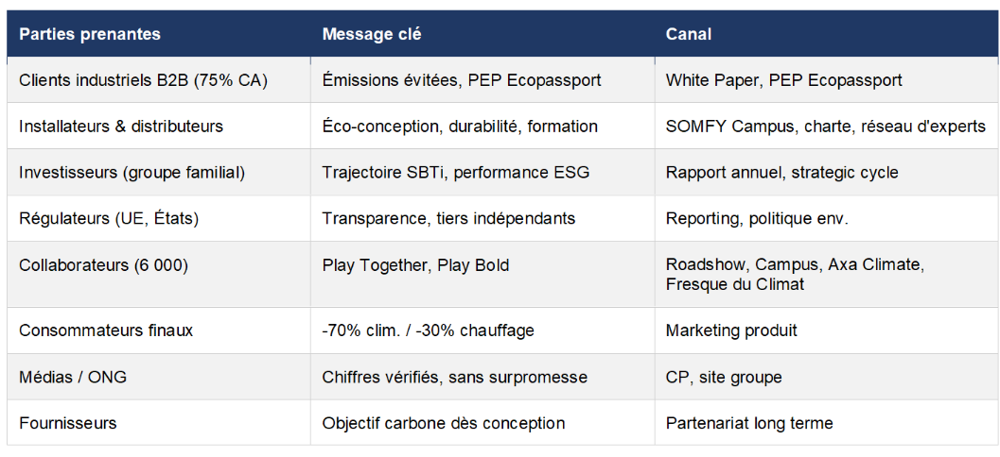 Parties prenantes Message clé Canal
Clients industriels B2B (75% CA) Émissions évitées, PEP Ecopassport White Paper, PEP Ecopassport
Installateurs & distributeurs Éco-conception, durabilité, formation SOMFY Campus, charte, réseau d'experts
Investisseurs (groupe familial) Trajectoire SBTi, performance ESG Rapport annuel, strategic cycle
Régulateurs (UE, États) Transparence, tiers indépendants Reporting, politique env.
Collaborateurs (6 000) Play Together, Play Bold Roadshow, Campus, Axa Climate,
Fresque du Climat
Consommateurs finaux -70% clim. / -30% chauffage Marketing produit
Médias / ONG Chiffres vérifiés, sans surpromesse CP, site groupe
Fournisseurs Objectif carbone dès conception Partenariat long terme